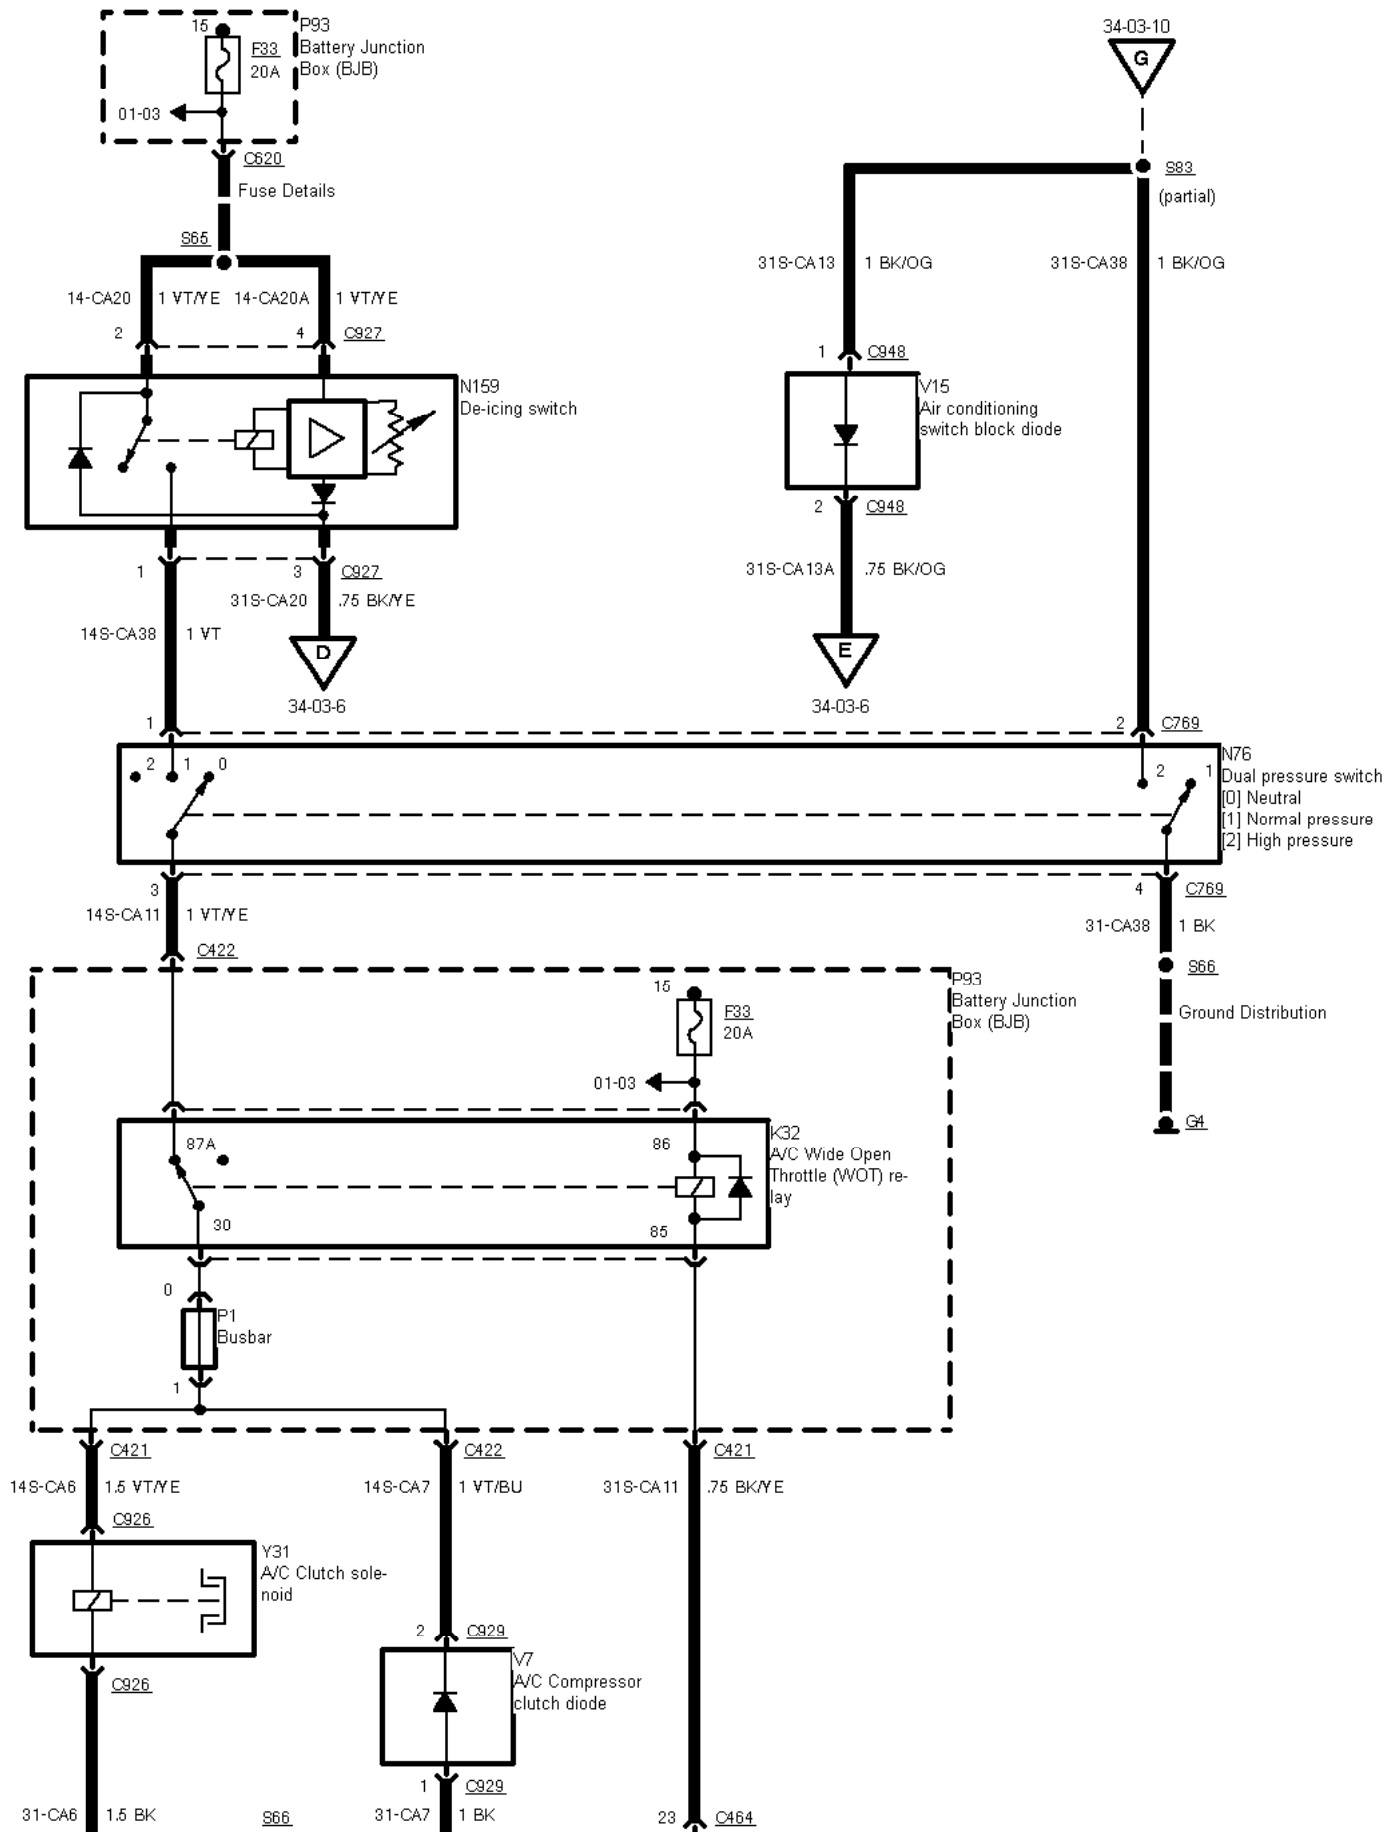 15
F33
20A
P93
Battery Junction
Box (BJB)
01-03
C620
Fuse Details
34-03-10
G
S83
(partial)
S65
31S-CA13
1 BK/OG
31S-CA38
1 BK/OG
14-CA20
1 VT/YE
14-CA20A
1 VT/YE
2
4
C927
1
C948
N159
De-icing switch
V15
Air conditioning
switch block diode
2
C948
1
3
C927
31S-CA13A
.75 BK/OG
31S-CA20
.75 BK/YE
14S-CA38
1 VT
D
34-03-6
E
34-03-6
1
2
C769
2
1
0
2
1
N76
Dual pressure switch
[0] Neutral
[1] Normal pressure
[2] High pressure
3
4
C769
14S-CA11
1 VT/YE
31-CA38
1 BK
C422
S66
15
F33
20A
P93
Battery Junction
Box (BJB)
Ground Distribution
01-03
G4
87A
86
K32
A/C Wide Open
Throttle (WOT) re-
lay
30
85
0
P1
Busbar
1
C421
C422
C421
14S-CA6
1.5 VT/YE
14S-CA7
1 VT/BU
31S-CA11
.75 BK/YE
C926
Y31
A/C Clutch sole-
noid
2
C929
C926
V7
A/C Compressor
clutch diode
1
C929
31-CA6
1.5 BK
S66
31-CA7
1 BK
23
C464